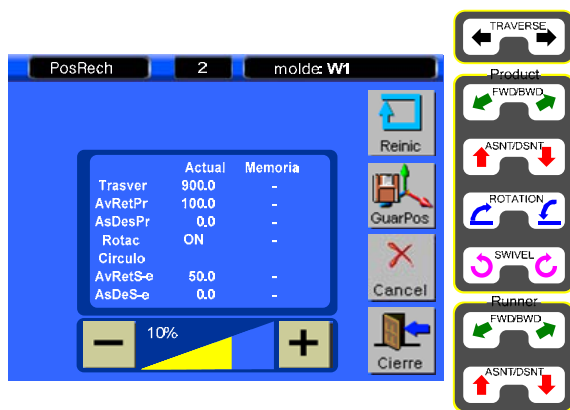 PosRech 2 molde: W1
Actual Memoria
Trasver 900.0 -
AvRetPr 100.0 -
AsDesPr 0.0 -
Rotac ON -
Circulo
AvRetS-e 50.0 -
AsDeS-e 0.0 -
10%
Reinic
GuarPos
Cancel
Cierre
TRAVERSE
Product
FWD/BWD
ASNT/DSNT
ROTATION
SWIVEL
Runner
FWD/BWD
ASNT/DSNT